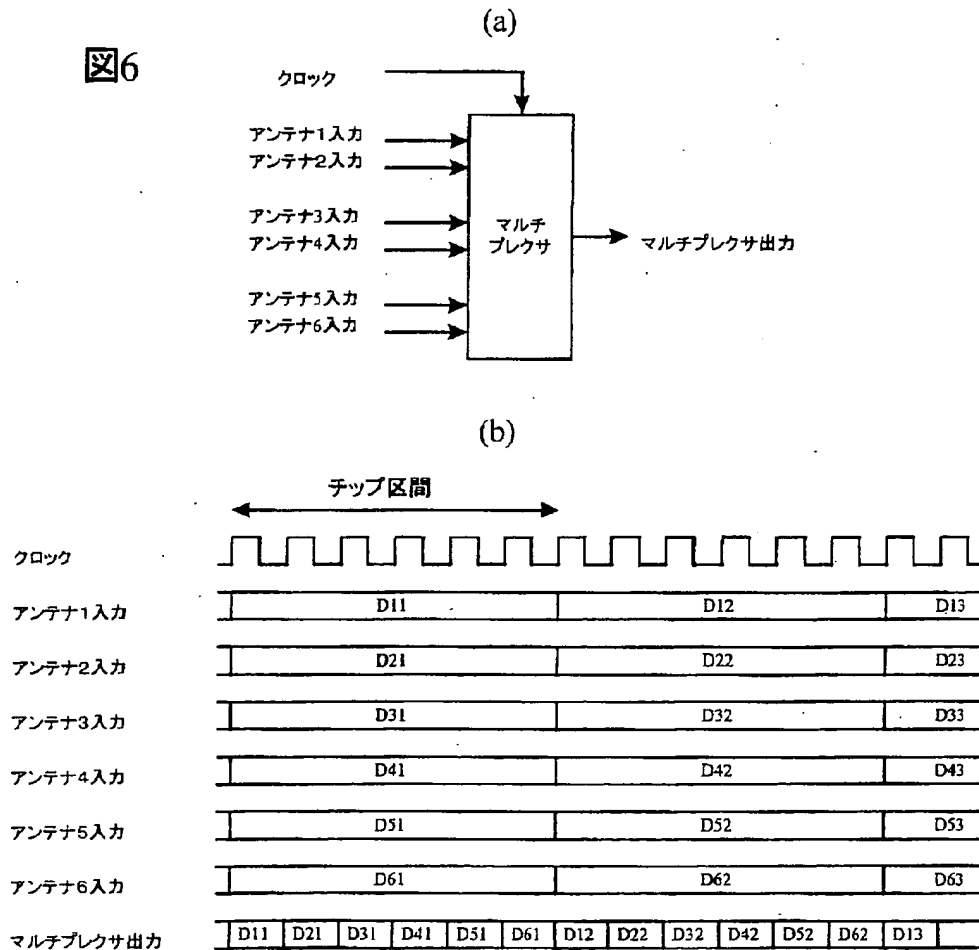 (a)
図6
クロック
アンテナ1入力
アンテナ2入力
アンテナ3入力
アンテナ4入力
アンテナ5入力
アンテナ6入力
マルチ
プレクサ
マルチプレクサ出力
(b)
チップ区間
クロック
アンテナ1入力 D11 D12 D13
アンテナ2入力 D21 D22 D23
アンテナ3入力 D31 D32 D33
アンテナ4入力 D41 D42 D43
アンテナ5入力 D51 D52 D53
アンテナ6入力 D61 D62 D63
マルチプレクサ出力 D11 D21 D31 D41 D51 D61 D12 D22 D32 D42 D52 D62 D13